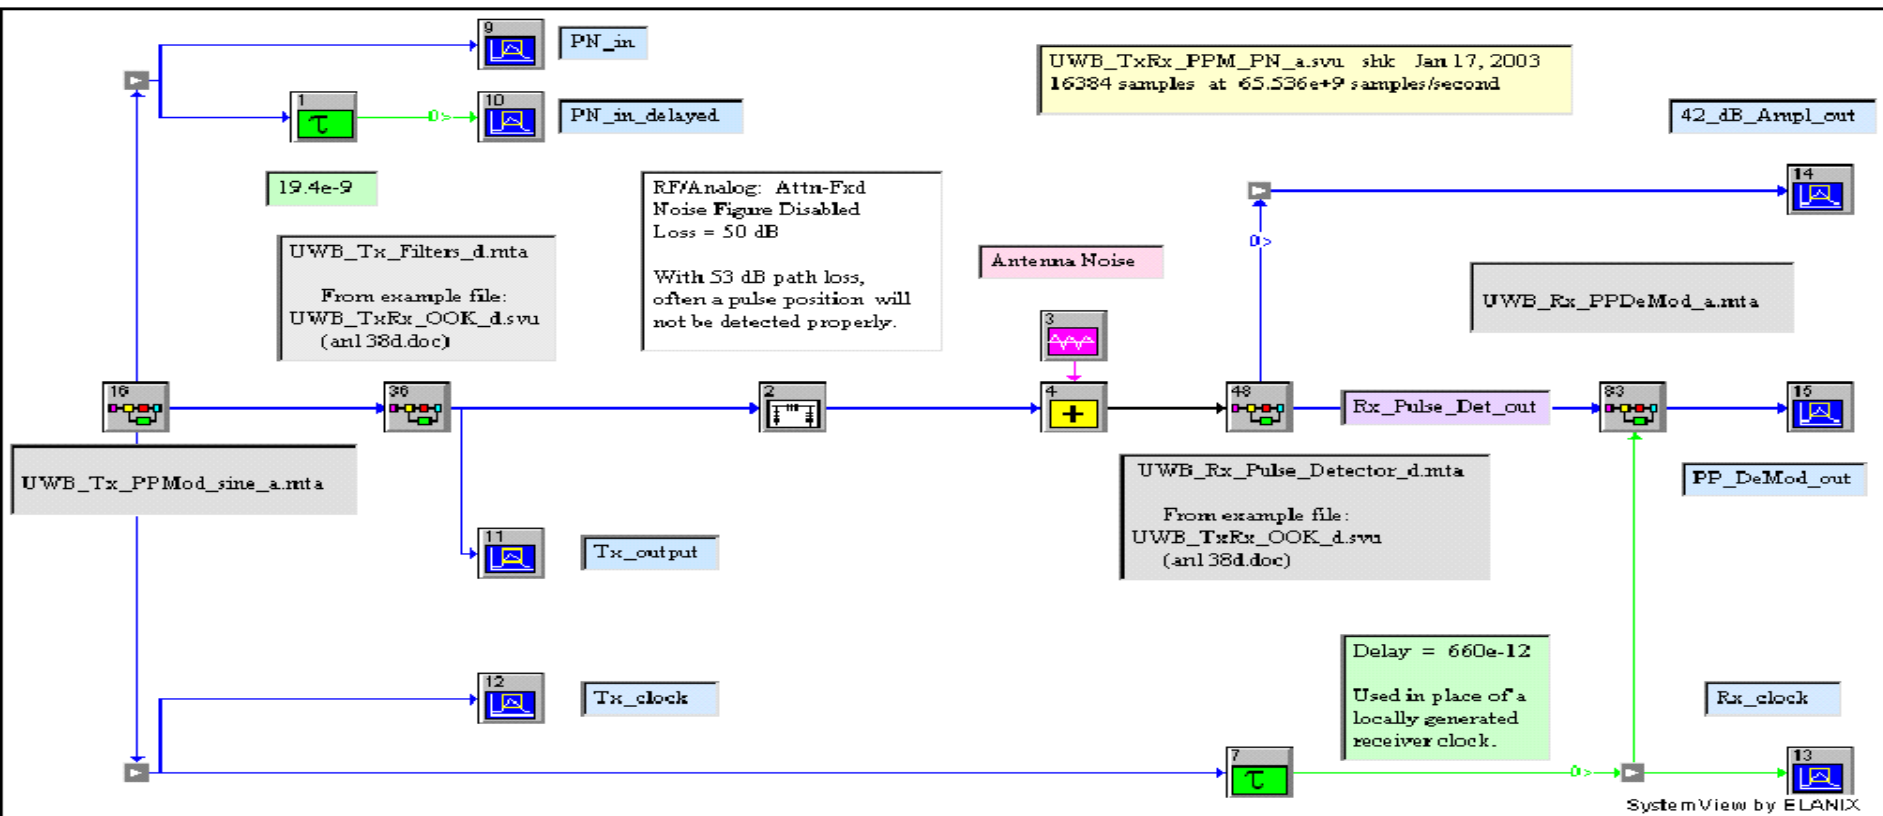 9
PN_in
UWB_TxRx_PPM_PN_a.svu shk Jan 17, 2003
16384 samples at 65.536e+9 samples/second
1
τ
0>
10
PN_in_delayed
42_dB_Ampl_out
19.4e-9
RF/Analog: Attn-Fxd
Noise Figure Disabled
Loss = 50 dB
With 53 dB path loss,
often a pulse position will
not be detected properly.
14
0>
UWB_Tx_Filters_d.mta
From example file:
UWB_TxRx_OOK_d.svu
(an138d.doc)
Antenna Noise
UWB_Rx_PPDeMod_a.mta
3
16
36
2
4
+
48
Rx_Pulse_Det_out
83
15
UWB_Tx_PPMod_sine_a.mta
UWB_Rx_Pulse_Detector_d.mta
From example file:
UWB_TxRx_OOK_d.svu
(an138d.doc)
PP_DeMod_out
11
Tx_output
12
Tx_clock
Delay = 660e-12
Used in place of a
locally generated
receiver clock.
Rx_clock
7
τ
0>
13
SystemView by ELANIX